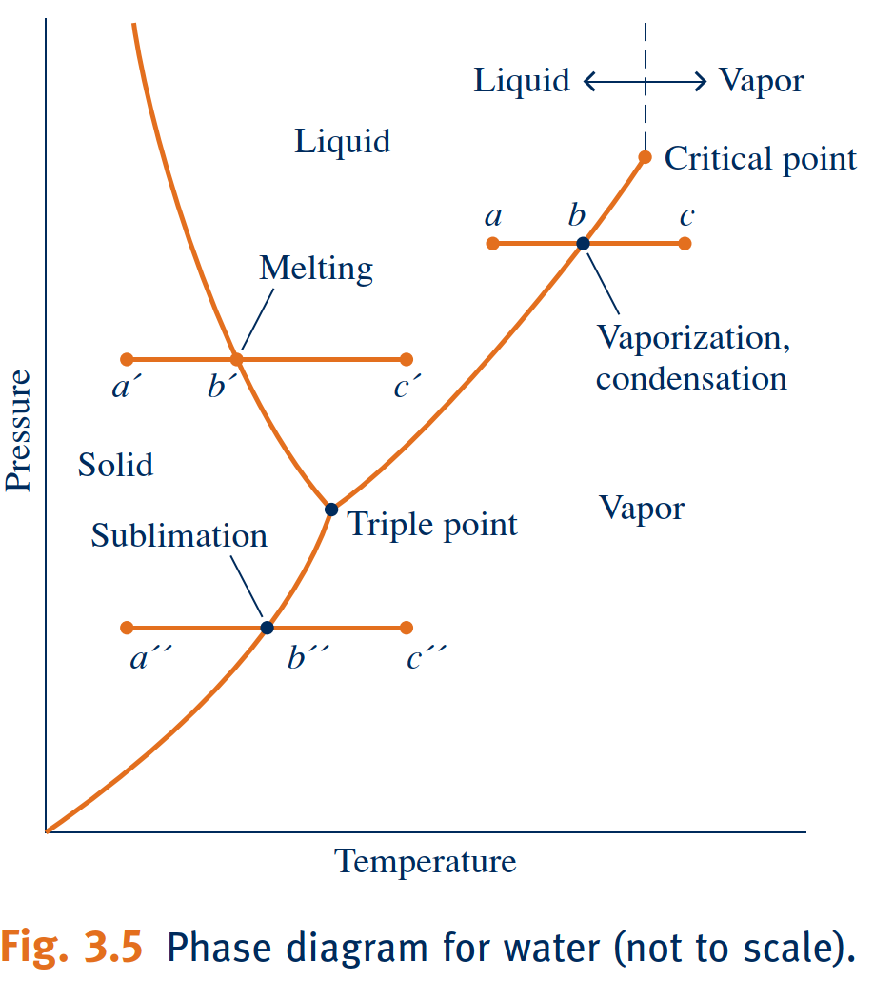 Liquid
Vapor
Liquid
Critical point
a
b
c
Melting
Vaporization,
condensation
a´
b´
c´
Pressure
Solid
Vapor
Triple point
Sublimation
a´´
b´´
c´´
Temperature
Fig. 3.5 Phase diagram for water (not to scale).